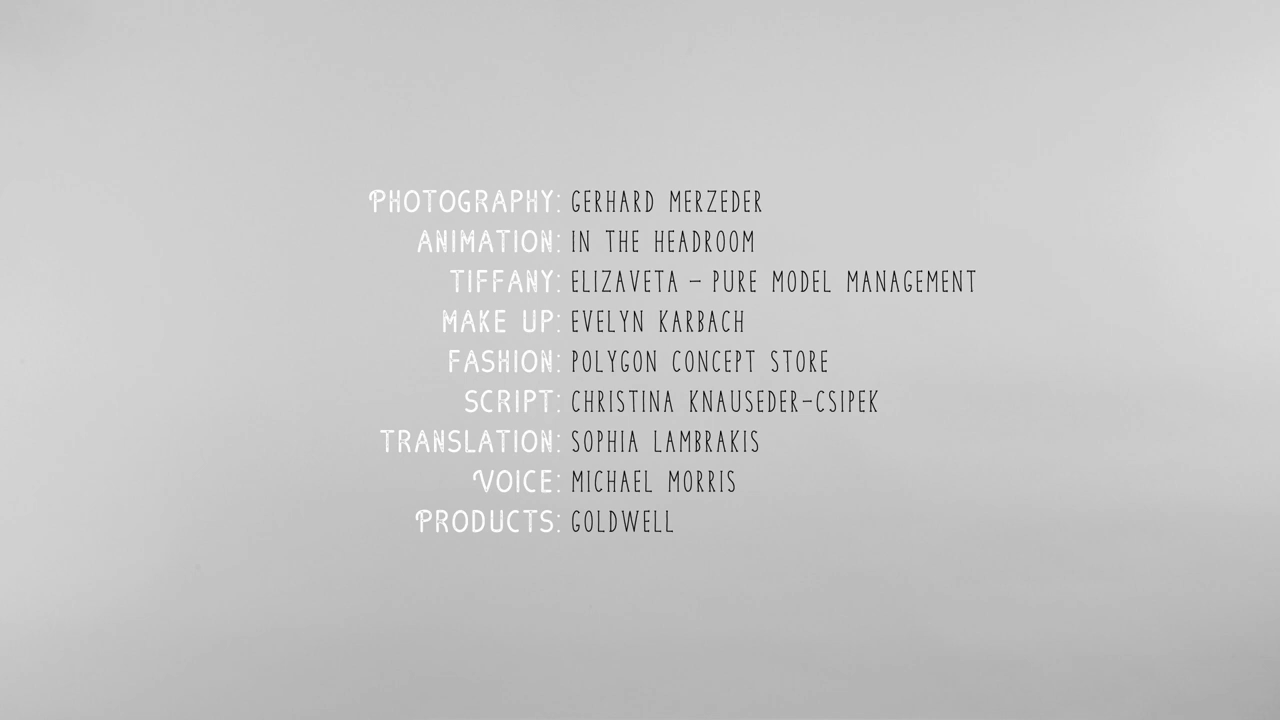 PHOTOGRAPHY: GERHARD MERZEDER
ANIMATION: IN THE HEADROOM
TIFFANY: ELIZAVETA – PURE MODEL MANAGEMENT
MAKE UP: EVELYN KARBACH
FASHION: POLYGON CONCEPT STORE
SCRIPT: CHRISTINA KNAUSEDER-CSIPEK
TRANSLATION: SOPHIA LAMBRAKIS
VOICE: MICHAEL MORRIS
PRODUCTS: GOLDWELL